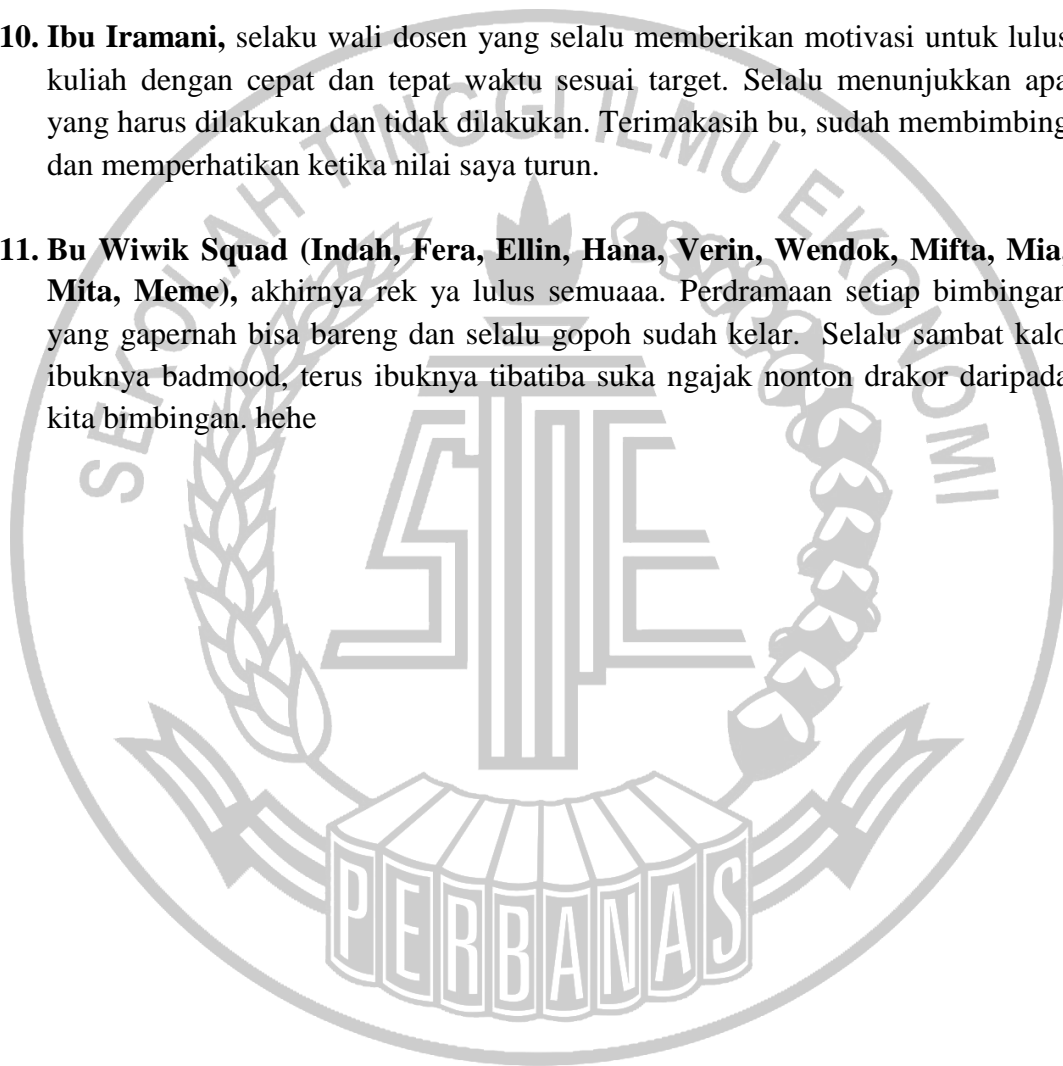 10. Ibu Iramani, selaku wali dosen yang selalu memberikan motivasi untuk lulus
kuliah dengan cepat dan tepat waktu sesuai target. Selalu menunjukkan apa
yang harus dilakukan dan tidak dilakukan. Terimakasih bu, sudah membimbing
dan memperhatikan ketika nilai saya turun.
11. Bu Wiwik Squad (Indah, Fera, Ellin, Hana, Verin, Wendok, Mifta, Mia,
Mita, Meme), akhirnya rek ya lulus semuaaa. Perdramaan setiap bimbingan
yang gapernah bisa bareng dan selalu gopoh sudah kelar. Selalu sambat kalo
ibuknya badmood, terus ibuknya tibatiba suka ngajak nonton drakor daripada
kita bimbingan. hehe
SEKOLAH TINGGI ILMU EKONOMI
STIE
PERBANAS